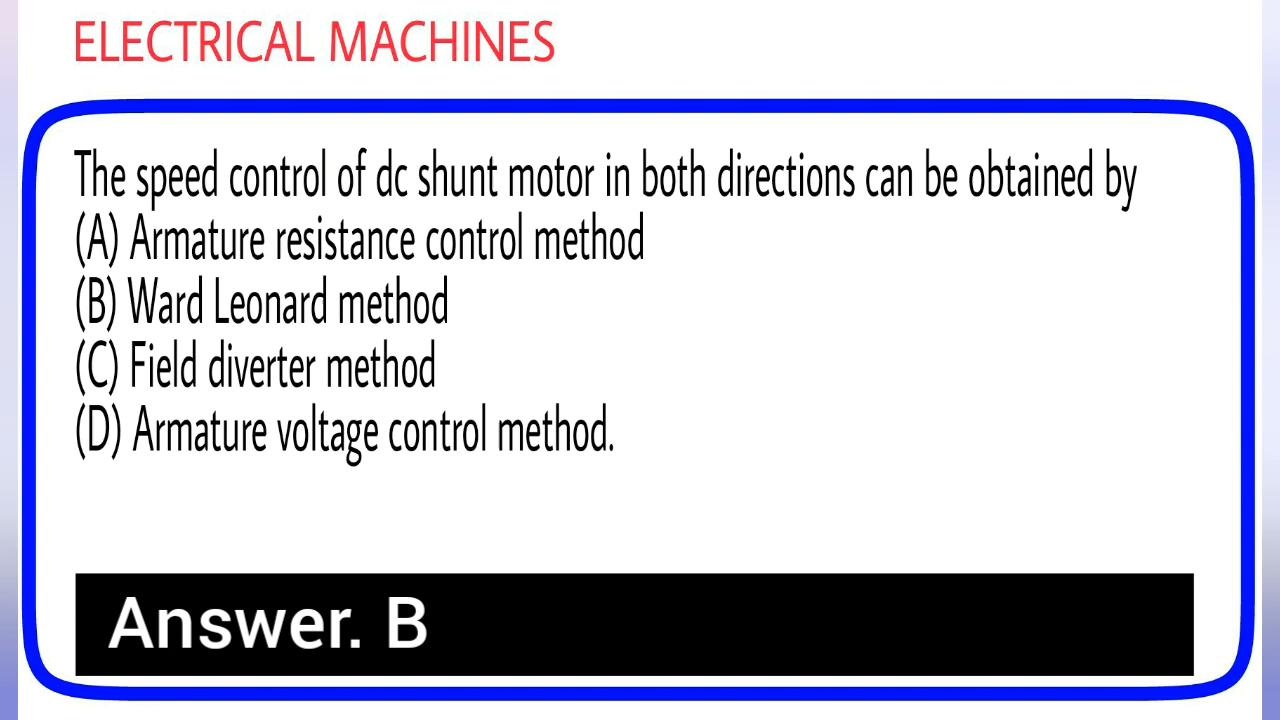 ELECTRICAL MACHINES
The speed control of dc shunt motor in both directions can be obtained by
(A) Armature resistance control method
(B) Ward Leonard method
(C) Field diverter method
(D) Armature voltage control method.
Answer. B